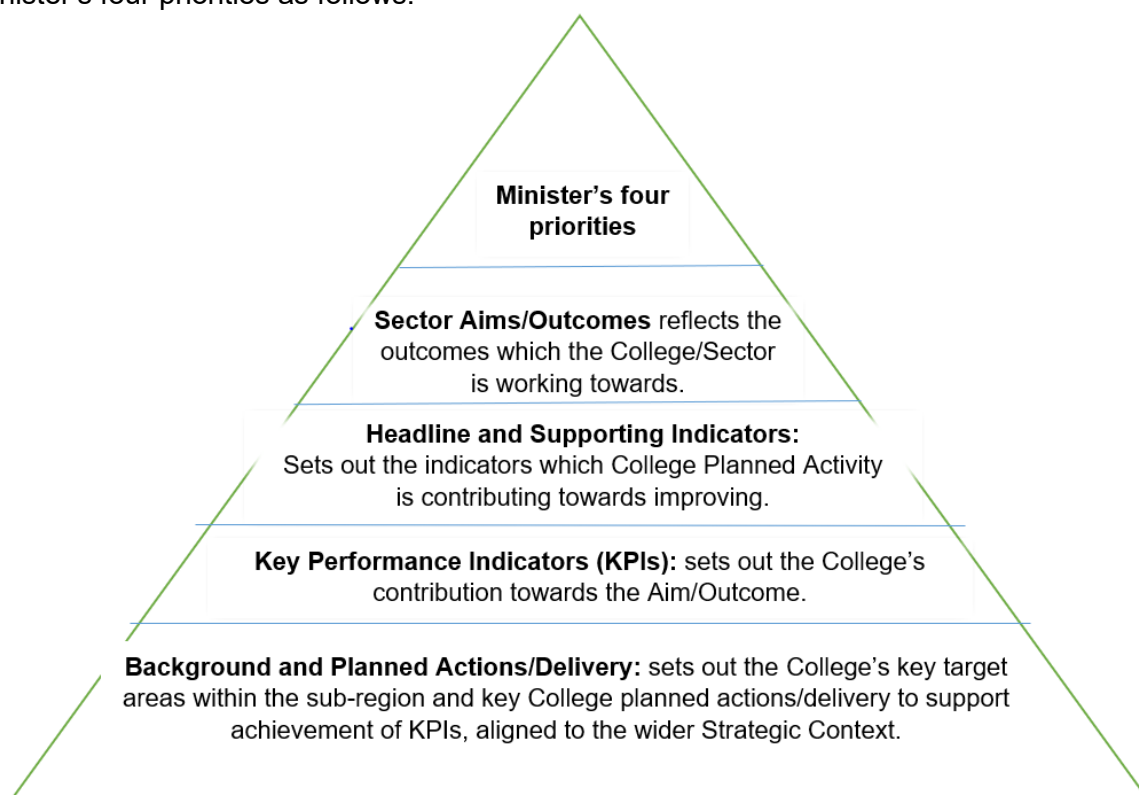 four priorities as follows.
Minister’s four
priorities
Sector Aims/Outcomes reflects the
outcomes which the College/Sector
is working towards.
Headline and Supporting Indicators:
Sets out the indicators which College Planned Activity
is contributing towards improving.
Key Performance Indicators (KPIs): sets out the College’s
contribution towards the Aim/Outcome.
Background and Planned Actions/Delivery: sets out the College’s key target
areas within the sub-region and key College planned actions/delivery to support
achievement of KPIs, aligned to the wider Strategic Context.